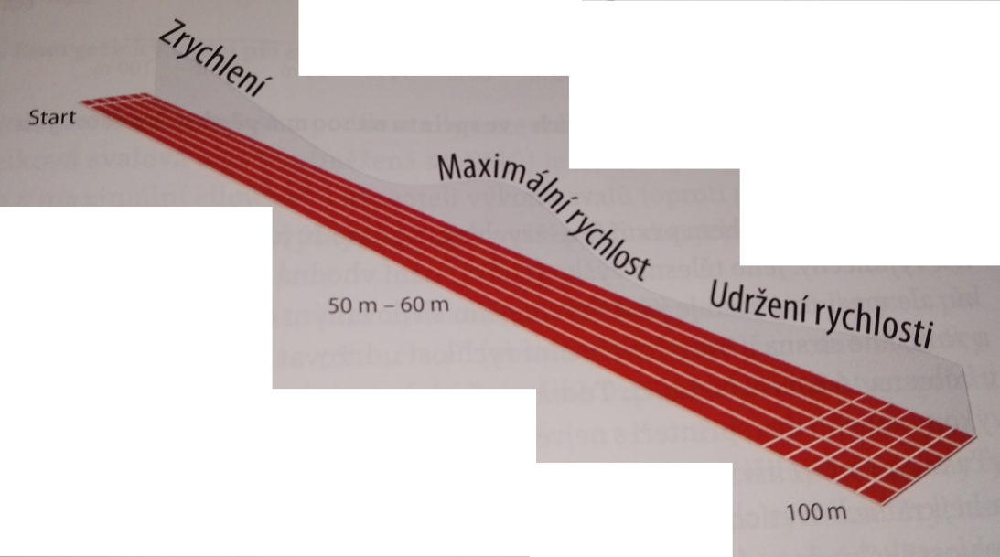 Zrychlení
Start
Maximální rychlost
50 m – 60 m
Udržení rychlosti
100 m